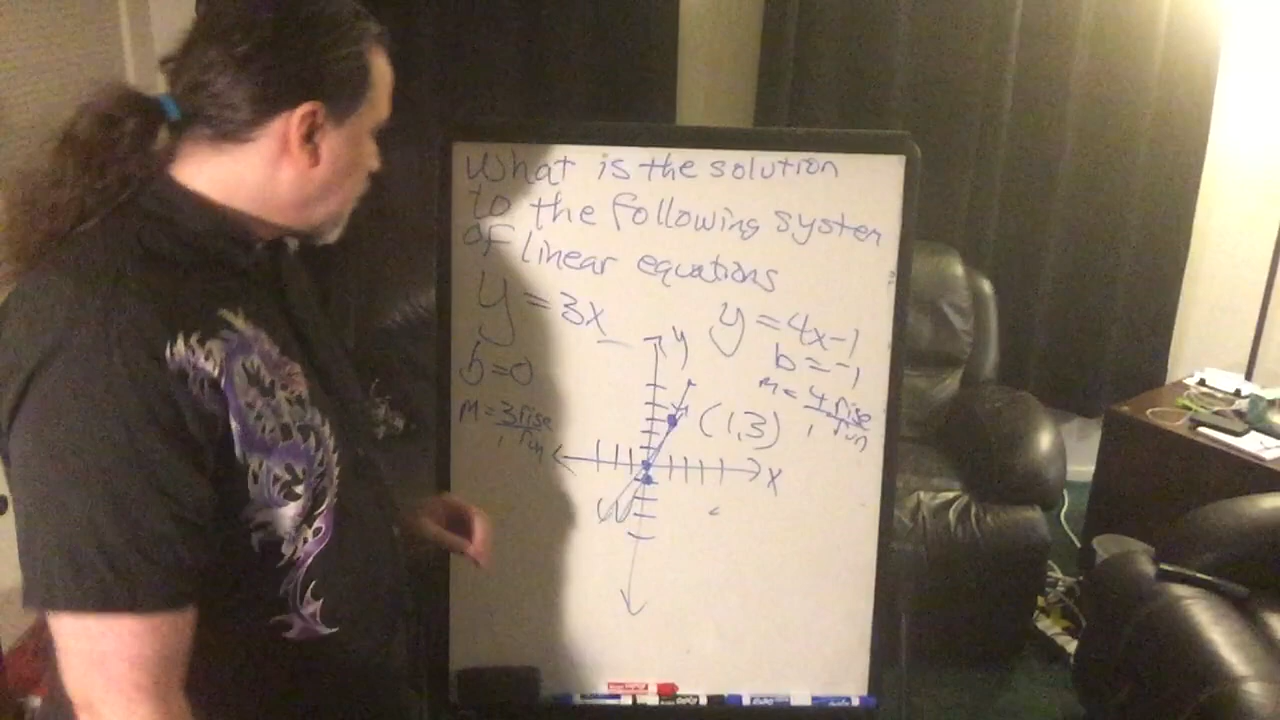 What is the solution
to the following system
of linear equations
y = 3x
y = 4x-1
b=0
b = -1
M = 3 rise
1 run
m = 4 rise
1 run
y
(1,3)
x